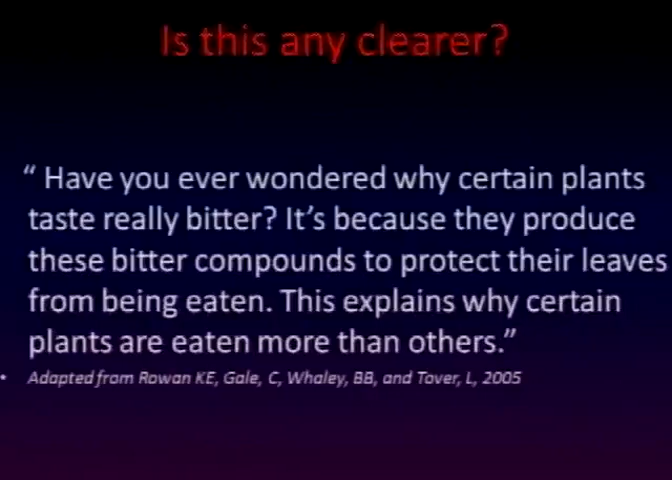 Is this any clearer?
“ Have you ever wondered why certain plants
taste really bitter? It’s because they produce
these bitter compounds to protect their leaves
from being eaten. This explains why certain
plants are eaten more than others.”
• Adapted from Rowan KE, Gale, C, Whaley, BB, and Tover, L, 2005